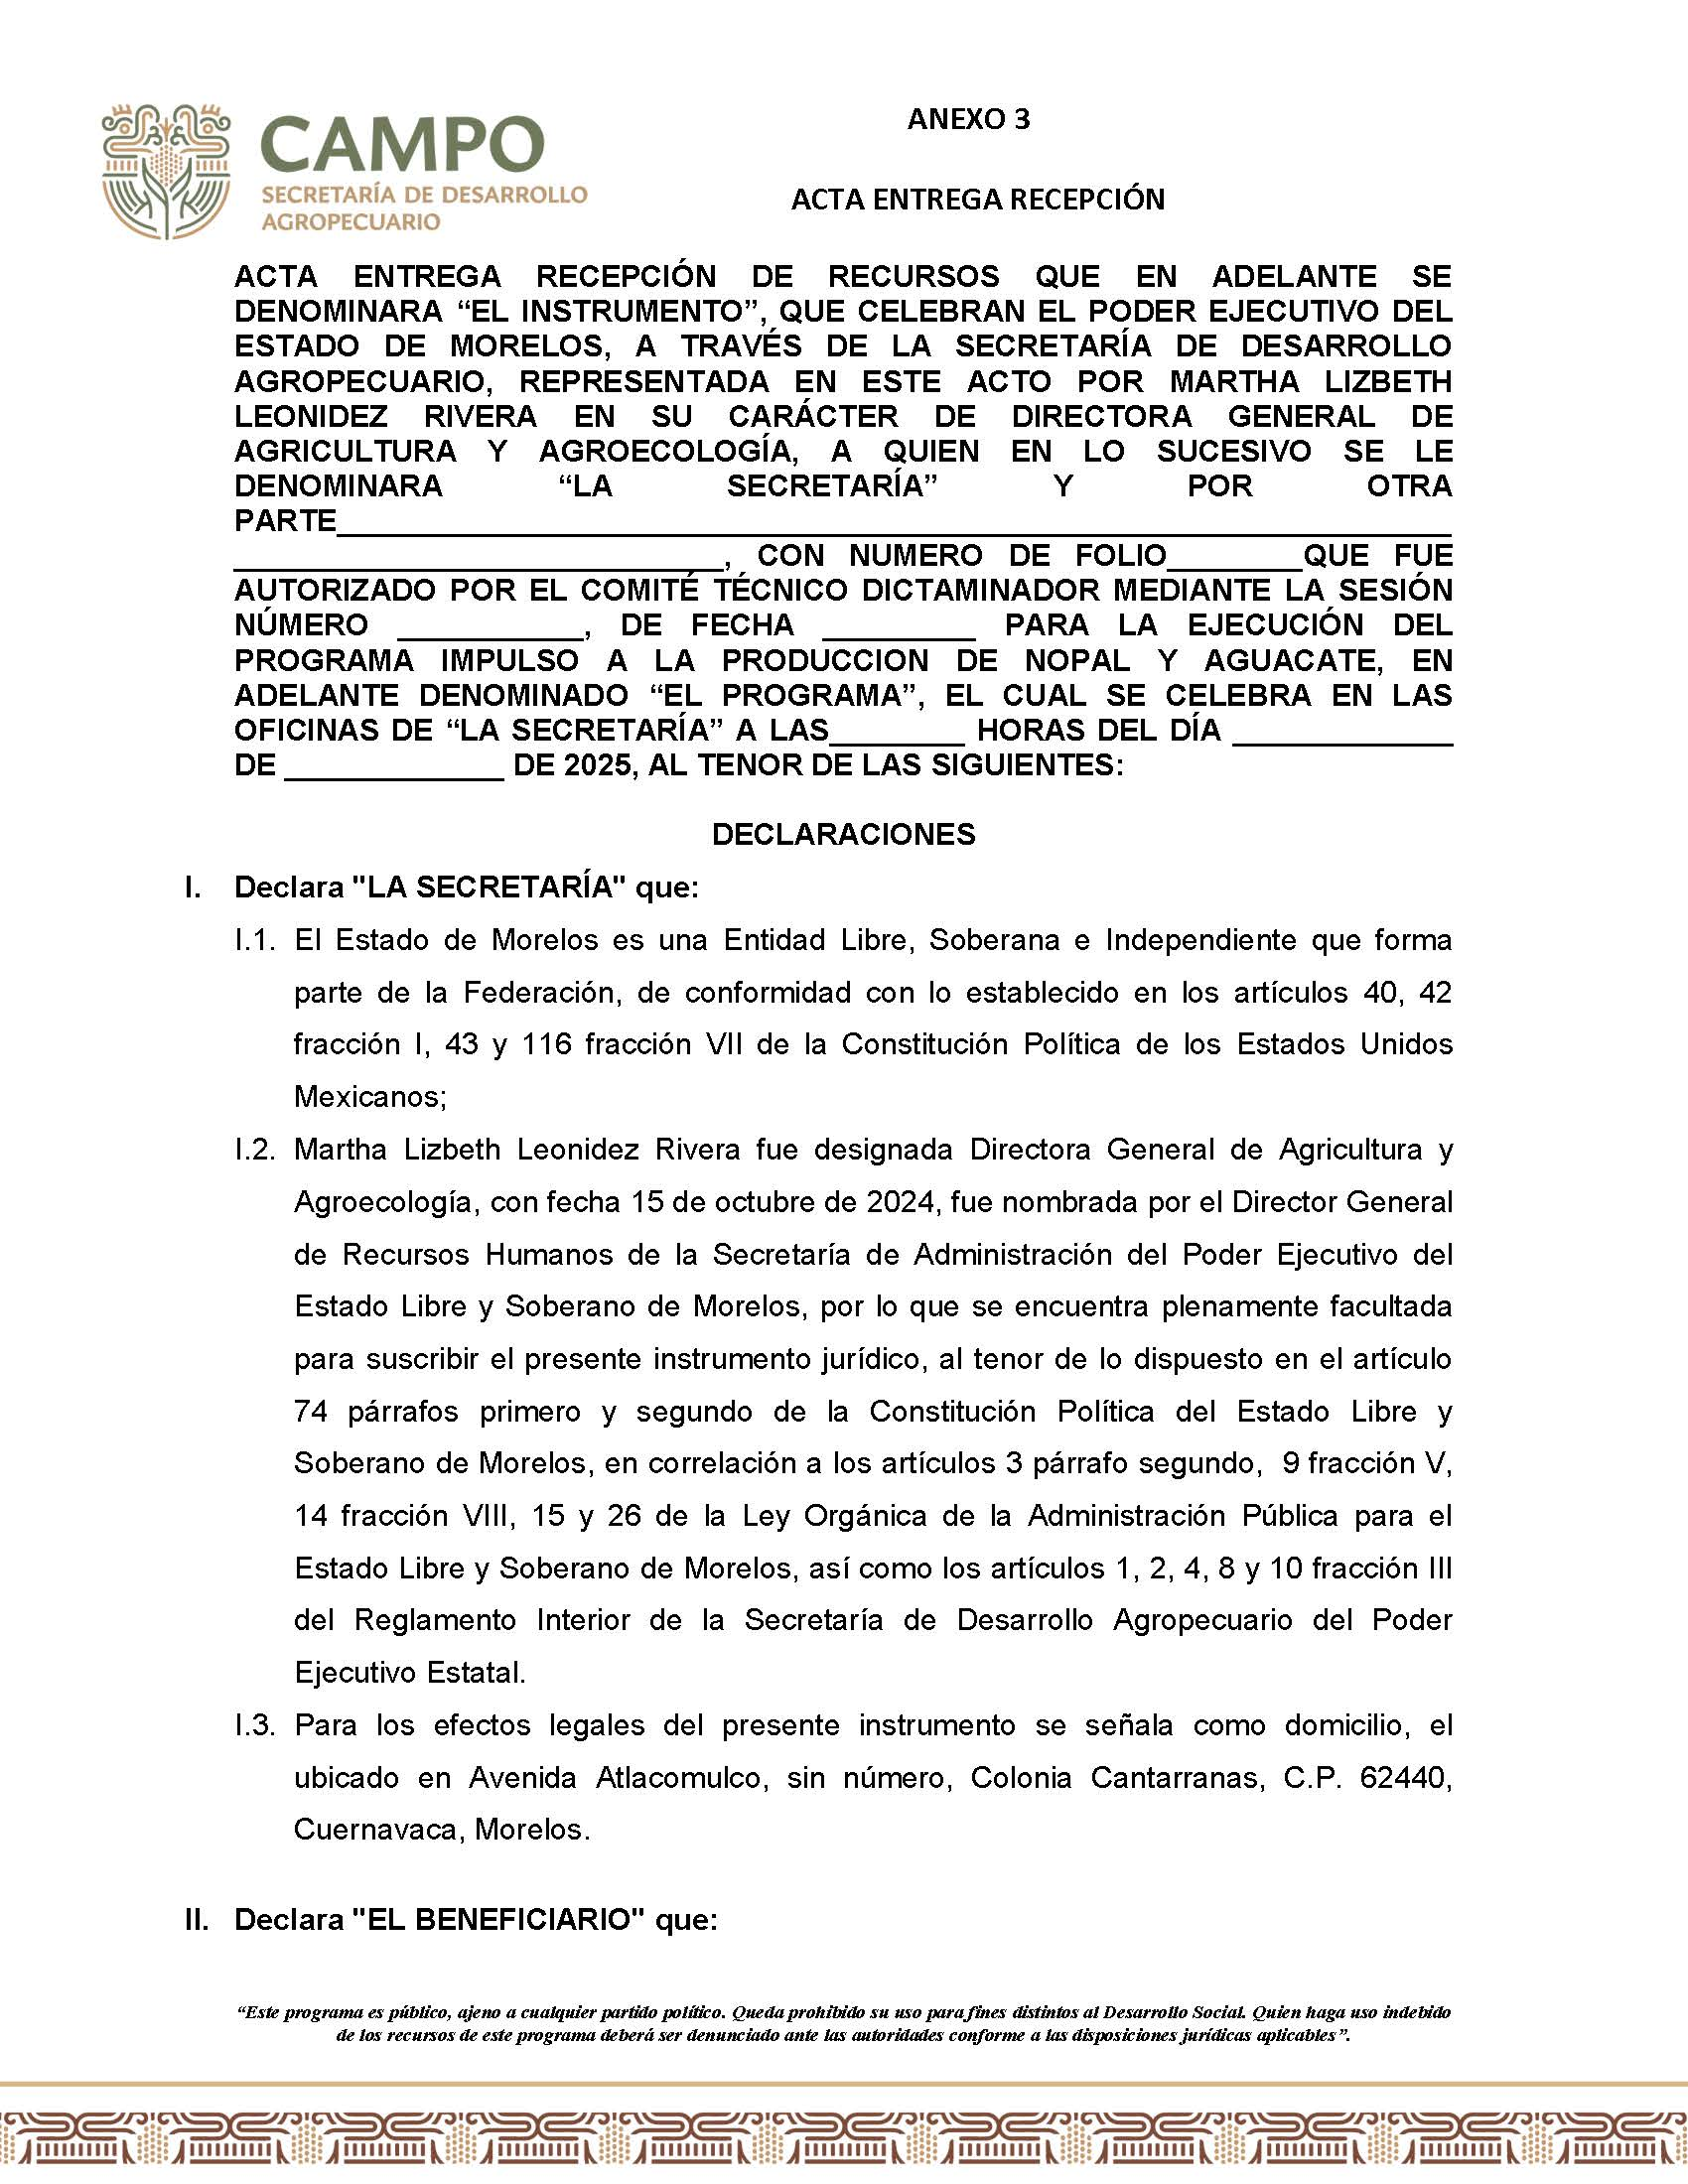 CAMPO
SECRETARÍA DE DESARROLLO
AGROPECUARIO
ANEXO 3
ACTA ENTREGA RECEPCIÓN
ACTA ENTREGA RECEPCIÓN DE RECURSOS QUE EN ADELANTE SE
DENOMINARA “EL INSTRUMENTO”, QUE CELEBRAN EL PODER EJECUTIVO DEL
ESTADO DE MORELOS, A TRAVÉS DE LA SECRETARÍA DE DESARROLLO
AGROPECUARIO, REPRESENTADA EN ESTE ACTO POR MARTHA LIZBETH
LEONIDEZ RIVERA EN SU CARÁCTER DE DIRECTORA GENERAL DE
AGRICULTURA Y AGROECOLOGÍA, A QUIEN EN LO SUCESIVO SE LE
DENOMINARA “LA SECRETARÍA” Y POR OTRA
PARTE__________________________________________________________________
_____________________________, CON NUMERO DE FOLIO________QUE FUE
AUTORIZADO POR EL COMITÉ TÉCNICO DICTAMINADOR MEDIANTE LA SESIÓN
NÚMERO ___________, DE FECHA _________ PARA LA EJECUCIÓN DEL
PROGRAMA IMPULSO A LA PRODUCCION DE NOPAL Y AGUACATE, EN
ADELANTE DENOMINADO “EL PROGRAMA”, EL CUAL SE CELEBRA EN LAS
OFICINAS DE “LA SECRETARÍA” A LAS________ HORAS DEL DÍA _____________
DE _____________ DE 2025, AL TENOR DE LAS SIGUIENTES:
DECLARACIONES
I. Declara "LA SECRETARÍA" que:
I.1. El Estado de Morelos es una Entidad Libre, Soberana e Independiente que forma
parte de la Federación, de conformidad con lo establecido en los artículos 40, 42
fracción I, 43 y 116 fracción VII de la Constitución Política de los Estados Unidos
Mexicanos;
I.2. Martha Lizbeth Leonidez Rivera fue designada Directora General de Agricultura y
Agroecología, con fecha 15 de octubre de 2024, fue nombrada por el Director General
de Recursos Humanos de la Secretaría de Administración del Poder Ejecutivo del
Estado Libre y Soberano de Morelos, por lo que se encuentra plenamente facultada
para suscribir el presente instrumento jurídico, al tenor de lo dispuesto en el artículo
74 párrafos primero y segundo de la Constitución Política del Estado Libre y
Soberano de Morelos, en correlación a los artículos 3 párrafo segundo, 9 fracción V,
14 fracción VIII, 15 y 26 de la Ley Orgánica de la Administración Pública para el
Estado Libre y Soberano de Morelos, así como los artículos 1, 2, 4, 8 y 10 fracción III
del Reglamento Interior de la Secretaría de Desarrollo Agropecuario del Poder
Ejecutivo Estatal.
I.3. Para los efectos legales del presente instrumento se señala como domicilio, el
ubicado en Avenida Atlacomulco, sin número, Colonia Cantarranas, C.P. 62440,
Cuernavaca, Morelos.
II. Declara "EL BENEFICIARIO" que:
“Este programa es público, ajeno a cualquier partido político. Queda prohibido su uso para fines distintos al Desarrollo Social. Quien haga uso indebido
de los recursos de este programa deberá ser denunciado ante las autoridades conforme a las disposiciones jurídicas aplicables”.